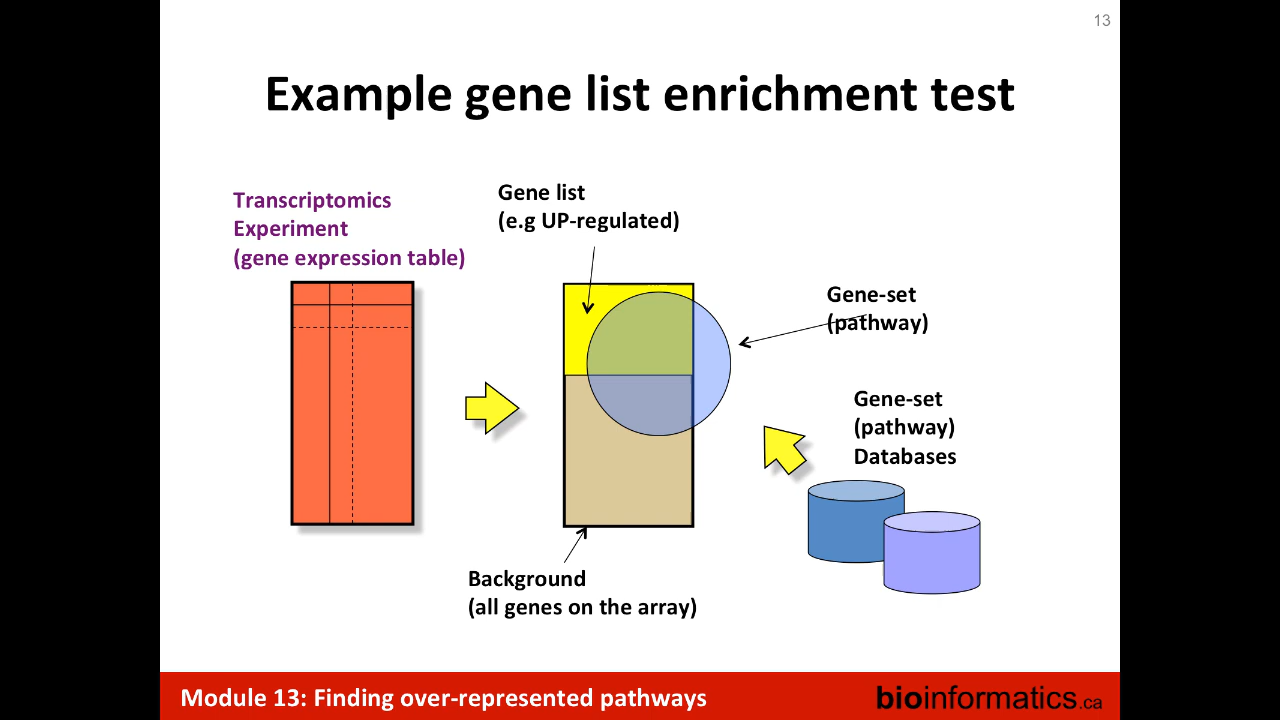 13
Example gene list enrichment test
Transcriptomics
Experiment
(gene expression table)
Gene list
(e.g UP-regulated)
Gene-set
(pathway)
Gene-set
(pathway)
Databases
Background
(all genes on the array)
Module 13: Finding over-represented pathways
bioinformatics.ca